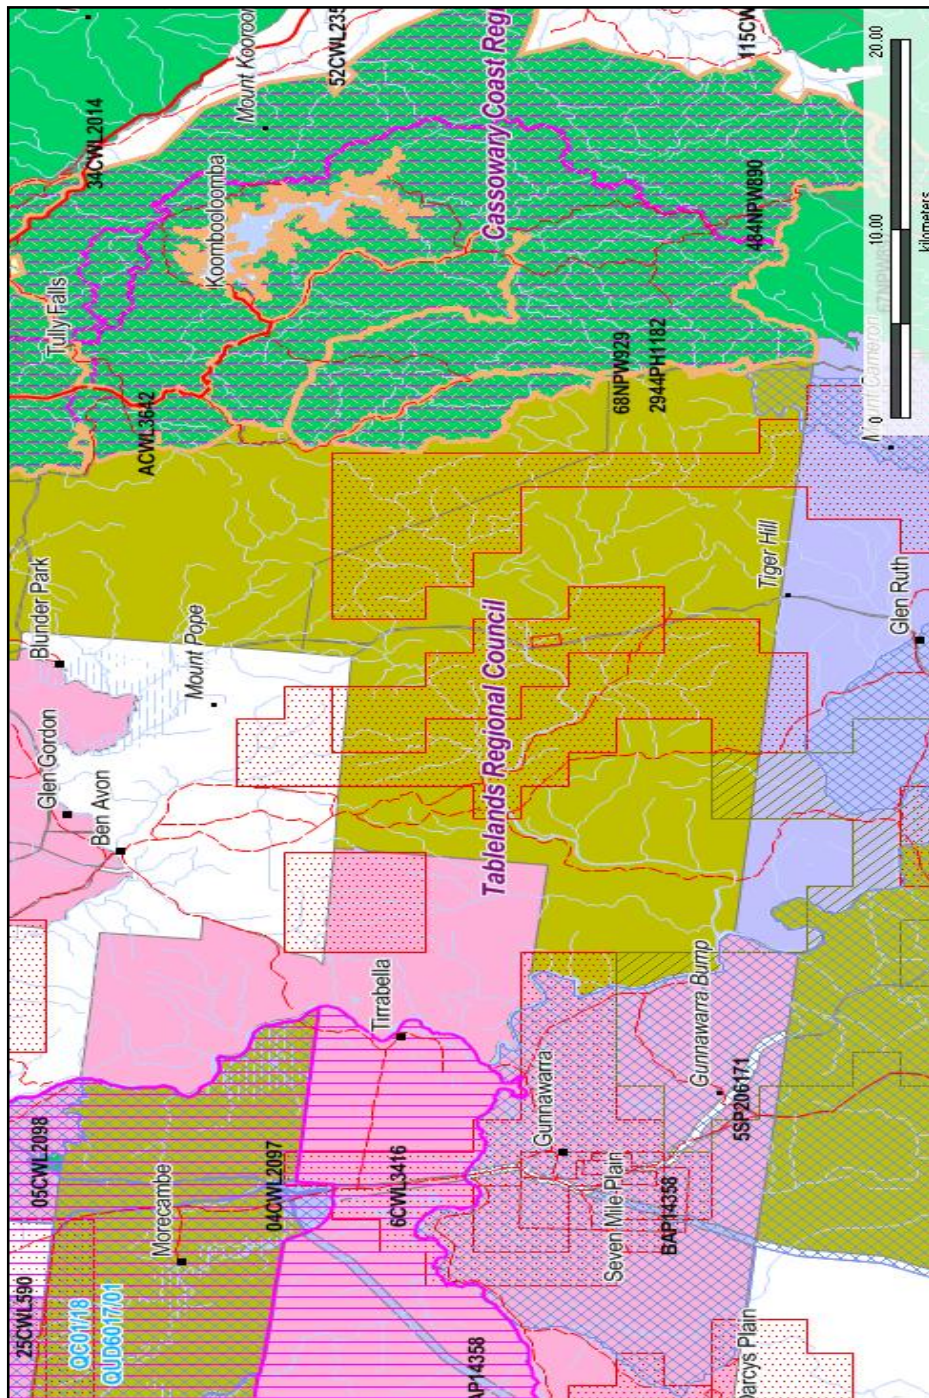 34CWL2014
Mount Kooroo
52CWL235
Cassowary Coast Regi
115CW
20.00
10.00
0
kilometers
Tully Falls
Koombooloomba
484NPW890
ACWL3642
68NPW929
2944PH1182
Blunder Park
Mount Pope
Tiger Hill
Glen Ruth
Glen Gordon
Ben Avon
Tablelands Regional Council
Tirrabella
Gunnawarra
Gunnawarra Bump
5SP206171
05CWL2098
04CWL2097
6CWL3416
Morecambe
Seven Mile Plain
BAP14358
25CWL590
QC01/18
QUD6017/01
AP14358
Darcys Plain